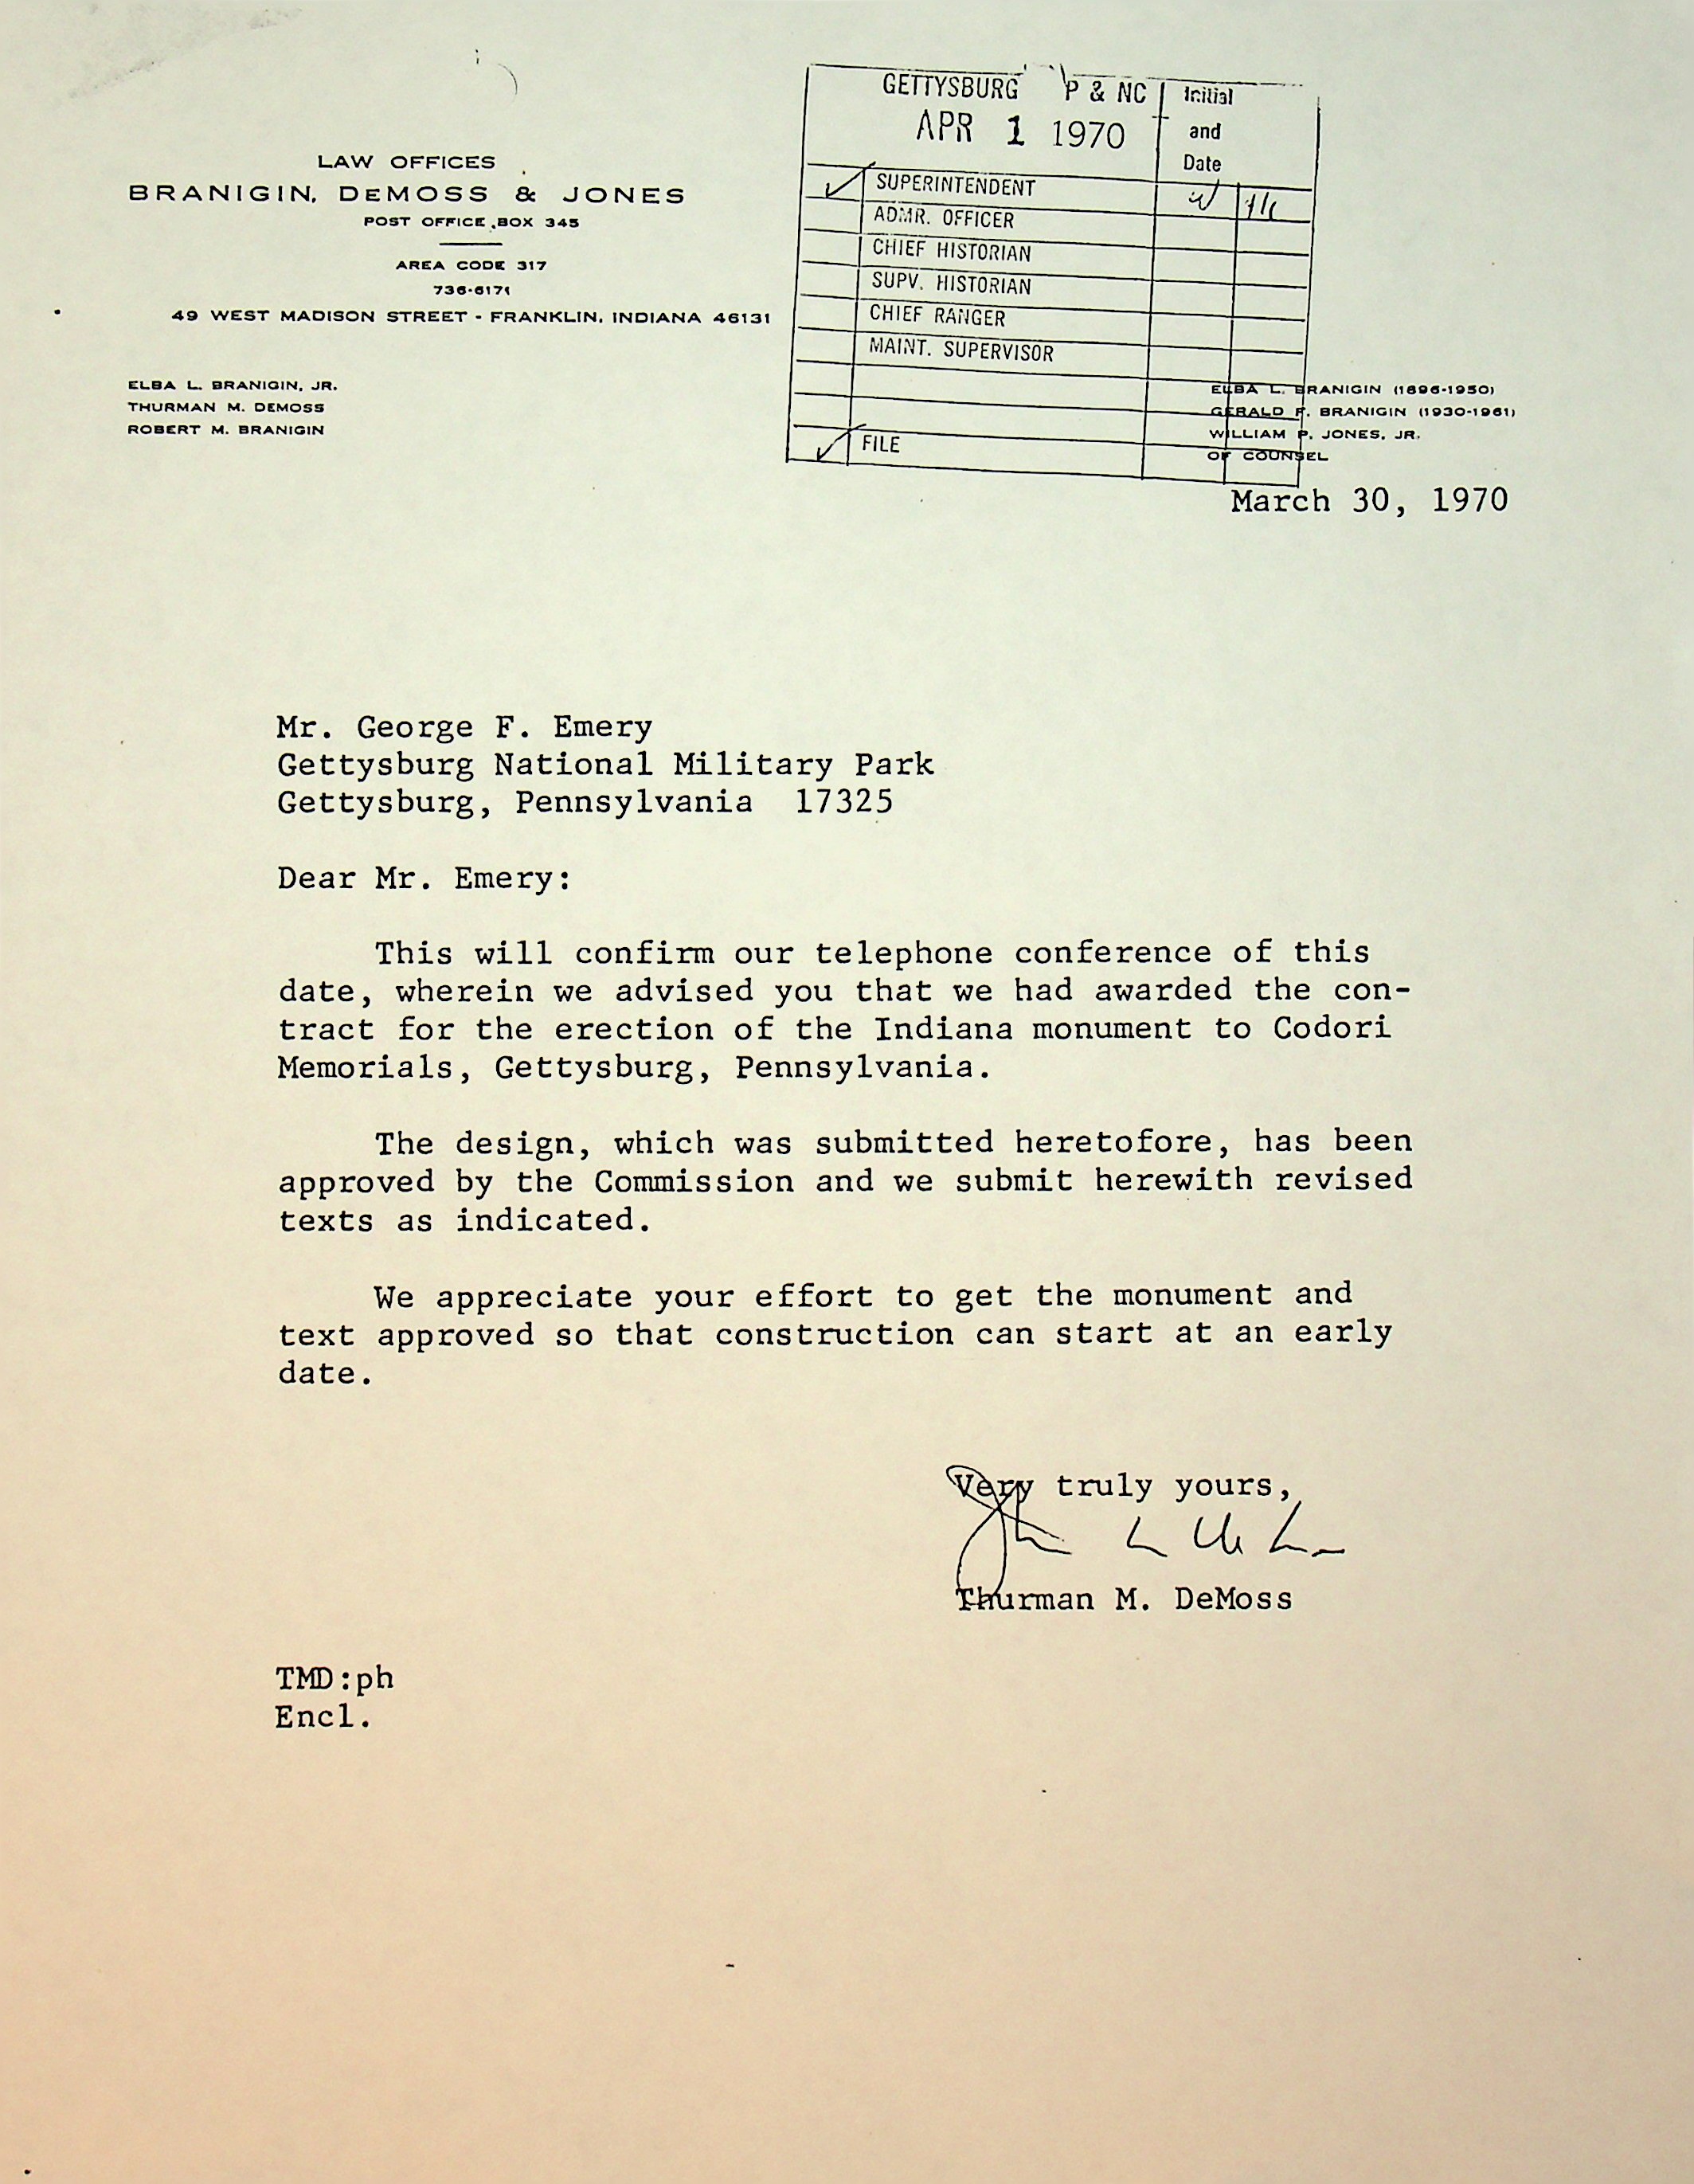 LAW OFFICES
BRANIGIN, DEMOSS & JONES
POST OFFICE BOX 345
AREA CODE 317
736-6171
49 WEST MADISON STREET - FRANKLIN, INDIANA 46131
ELBA L. BRANIGIN, JR.
THURMAN M. DEMOSS
ROBERT M. BRANIGIN
GETTYSBURG P & NC
APR 1 1970
Initial
and
Date
SUPERINTENDENT
ADMR. OFFICER
CHIEF HISTORIAN
SUPV. HISTORIAN
CHIEF RANGER
MAINT. SUPERVISOR
FILE
ELBA L. BRANIGIN (1896-1950)
GERALD F. BRANIGIN (1930-1961)
WILLIAM P. JONES, JR.
OF COUNSEL
March 30, 1970
Mr. George F. Emery
Gettysburg National Military Park
Gettysburg, Pennsylvania 17325
Dear Mr. Emery:
This will confirm our telephone conference of this
date, wherein we advised you that we had awarded the con-
tract for the erection of the Indiana monument to Codori
Memorials, Gettysburg, Pennsylvania.
The design, which was submitted heretofore, has been
approved by the Commission and we submit herewith revised
texts as indicated.
We appreciate your effort to get the monument and
text approved so that construction can start at an early
date.
Very truly yours,
Thurman M. DeMoss
TMD:ph
Encl.